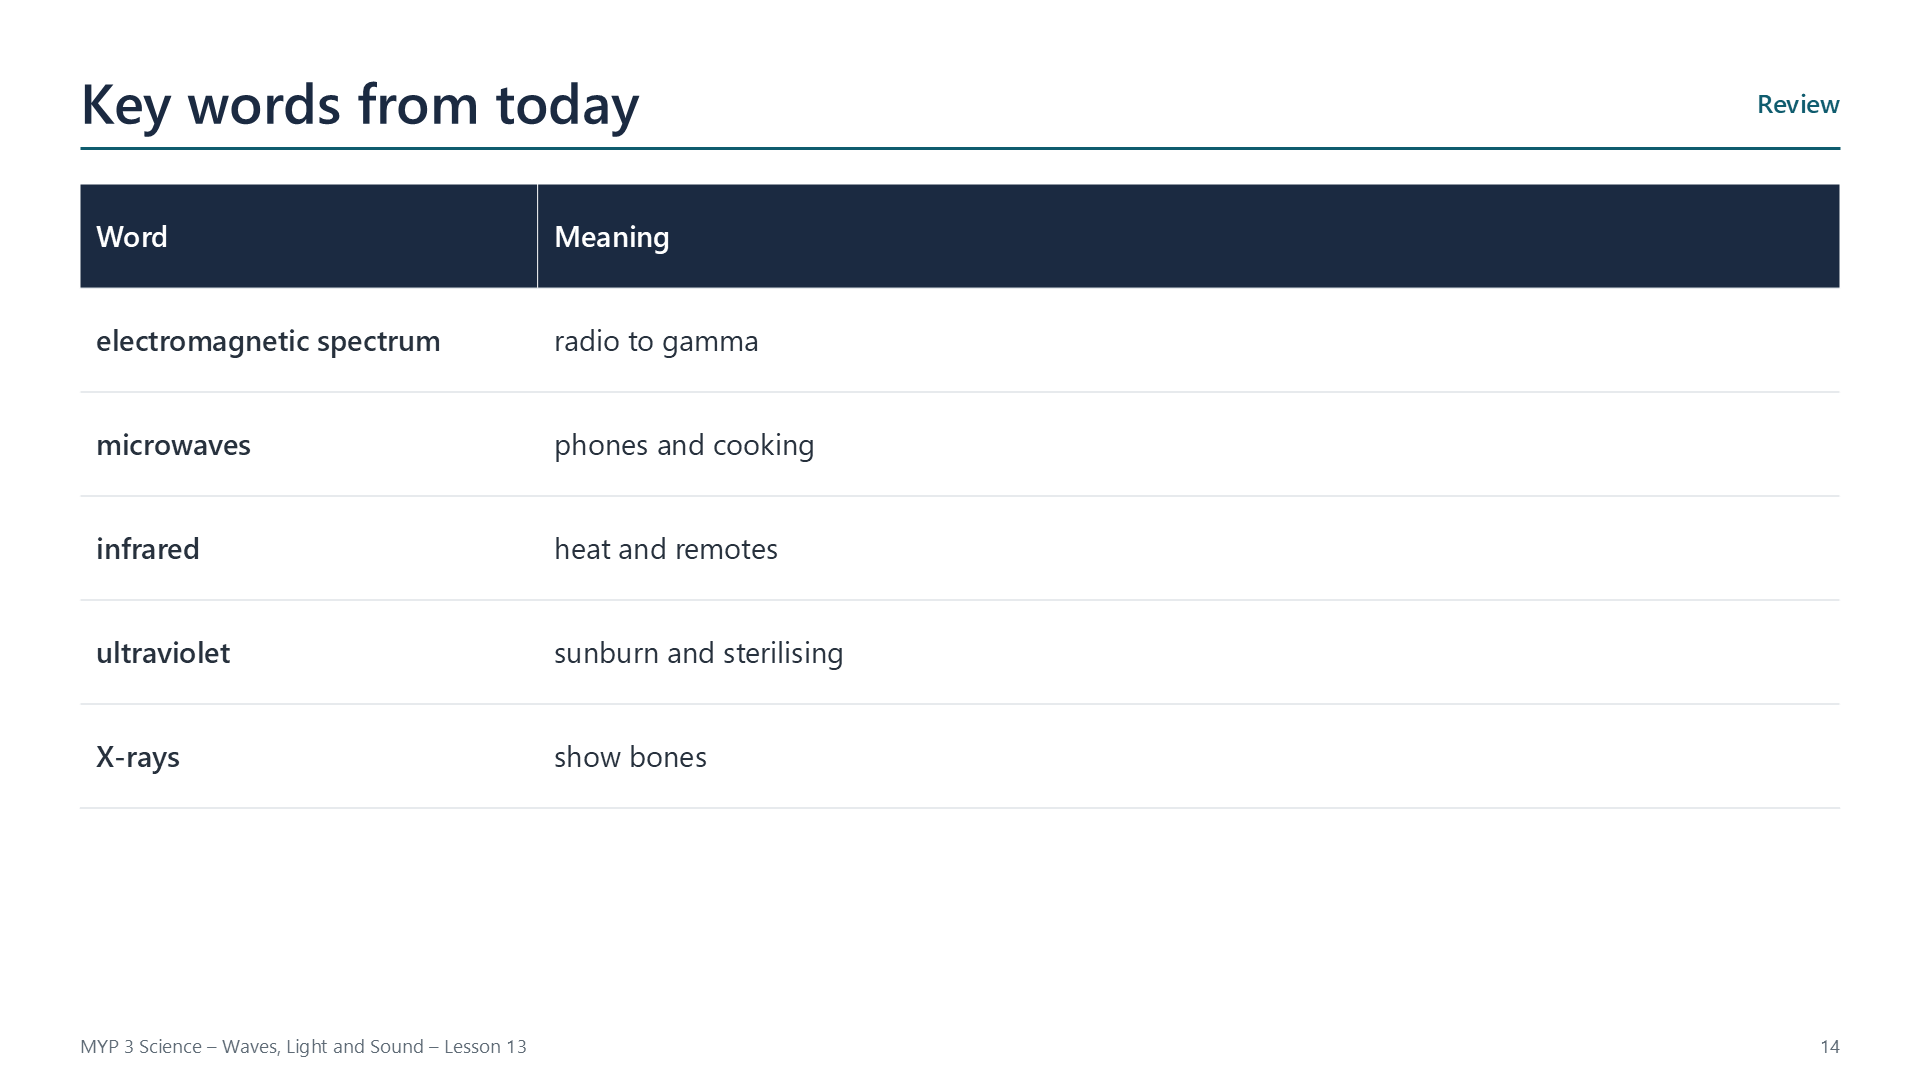 Key words from today
Review
Word Meaning
electromagnetic spectrum radio to gamma
microwaves phones and cooking
infrared heat and remotes
ultraviolet sunburn and sterilising
X-rays show bones
MYP 3 Science – Waves, Light and Sound – Lesson 13
14